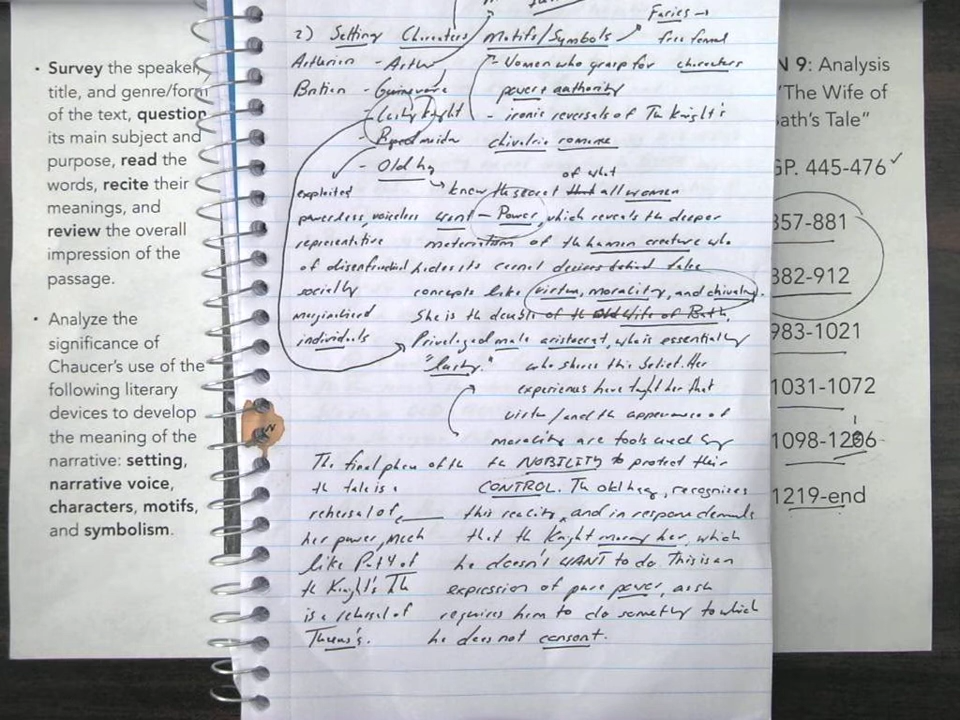 • Survey the speaker,
title, and genre/form
of the text, question
its main subject and
purpose, read the
words, recite their
meanings, and
review the overall
impression of the
passage.
• Analyze the
significance of
Chaucer's use of the
following literary
devices to develop
the meaning of the
narrative: setting,
narrative voice,
characters, motifs,
and symbolism.
Faries →
2) Setting Characters / Motifs/Symbols
Arthurian - Arthur
Britian - Guinevere
- Lusty Knight
- Old hag
- Women who grasp for characters
power + authority
- ironic reversals of The Knight's
chivalric romance
exploited
powerless, voiceless
representative
of disenfranchised
socially
marginalized
individuals
of what
knew the secret that all women
want — Power, which reveals the deeper
materialism of the human creature who
hides its carnal desires behind false
concepts like virtue, morality, and chivalry.
She is the double of the Old Wife of Bath,
who shares this belief. Her
experiences have taught her that
virtue/and the appearance of
morality are tools used by
the NOBILITY to protect their
CONTROL. The old hag, recognizes
this reality, and in response demands
that the Knight marry her, which
he doesn't WANT to do. This is an
expression of pure power, as she
requires him to do something to which
he does not consent.
Privelaged male aristocrat, who is essentially
"lusty."
The final phase of the
the tale is a
rehersal of
her power, much
like Part 4 of
the Knight's Th
is a rehersal of
Theseus's.
N 9: Analysis
"The Wife of
ath's Tale"
GP. 445-476 ✓
857-881
882-912
983-1021
1031-1072
1098-1206
1219-end